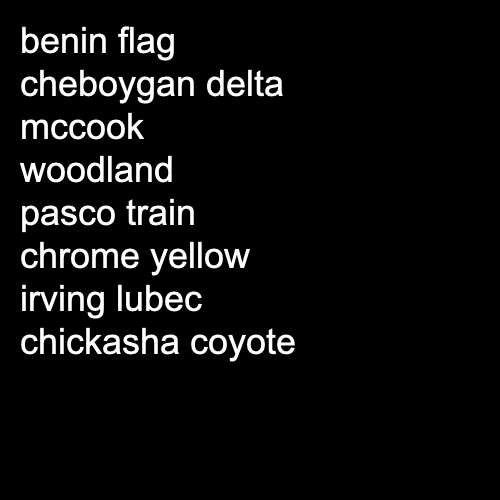 benin flag
cheboygan delta
mccook
woodland
pasco train
chrome yellow
irving lubec
chickasha coyote